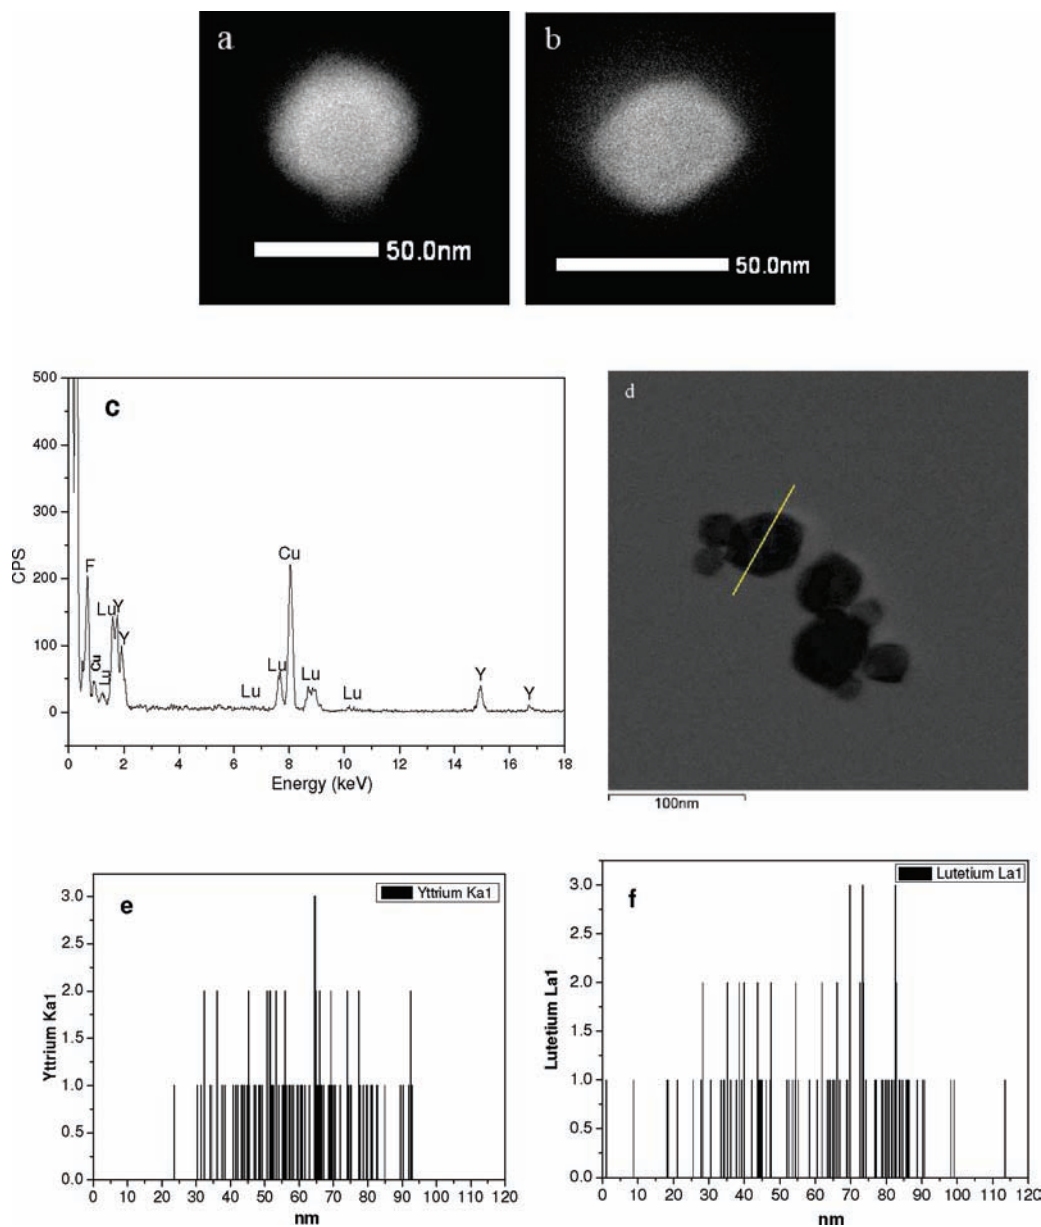 a
50.0nm
b
50.0nm
c
500
400
300
200
100
0
CPS
F
Cu
Lu
Lu
Y
Y
Lu
Lu
Cu
Lu
Lu
Y
Y
0 2 4 6 8 10 12 14 16 18
Energy (keV)
d
100nm
e
Yttrium Ka1
3.0
2.5
2.0
1.5
1.0
0.5
0.0
Yttrium Ka1
0 10 20 30 40 50 60 70 80 90 100 110 120
nm
f
Lutetium La1
3.0
2.5
2.0
1.5
1.0
0.5
0.0
Lutetium La1
0 10 20 30 40 50 60 70 80 90 100 110 120
nm